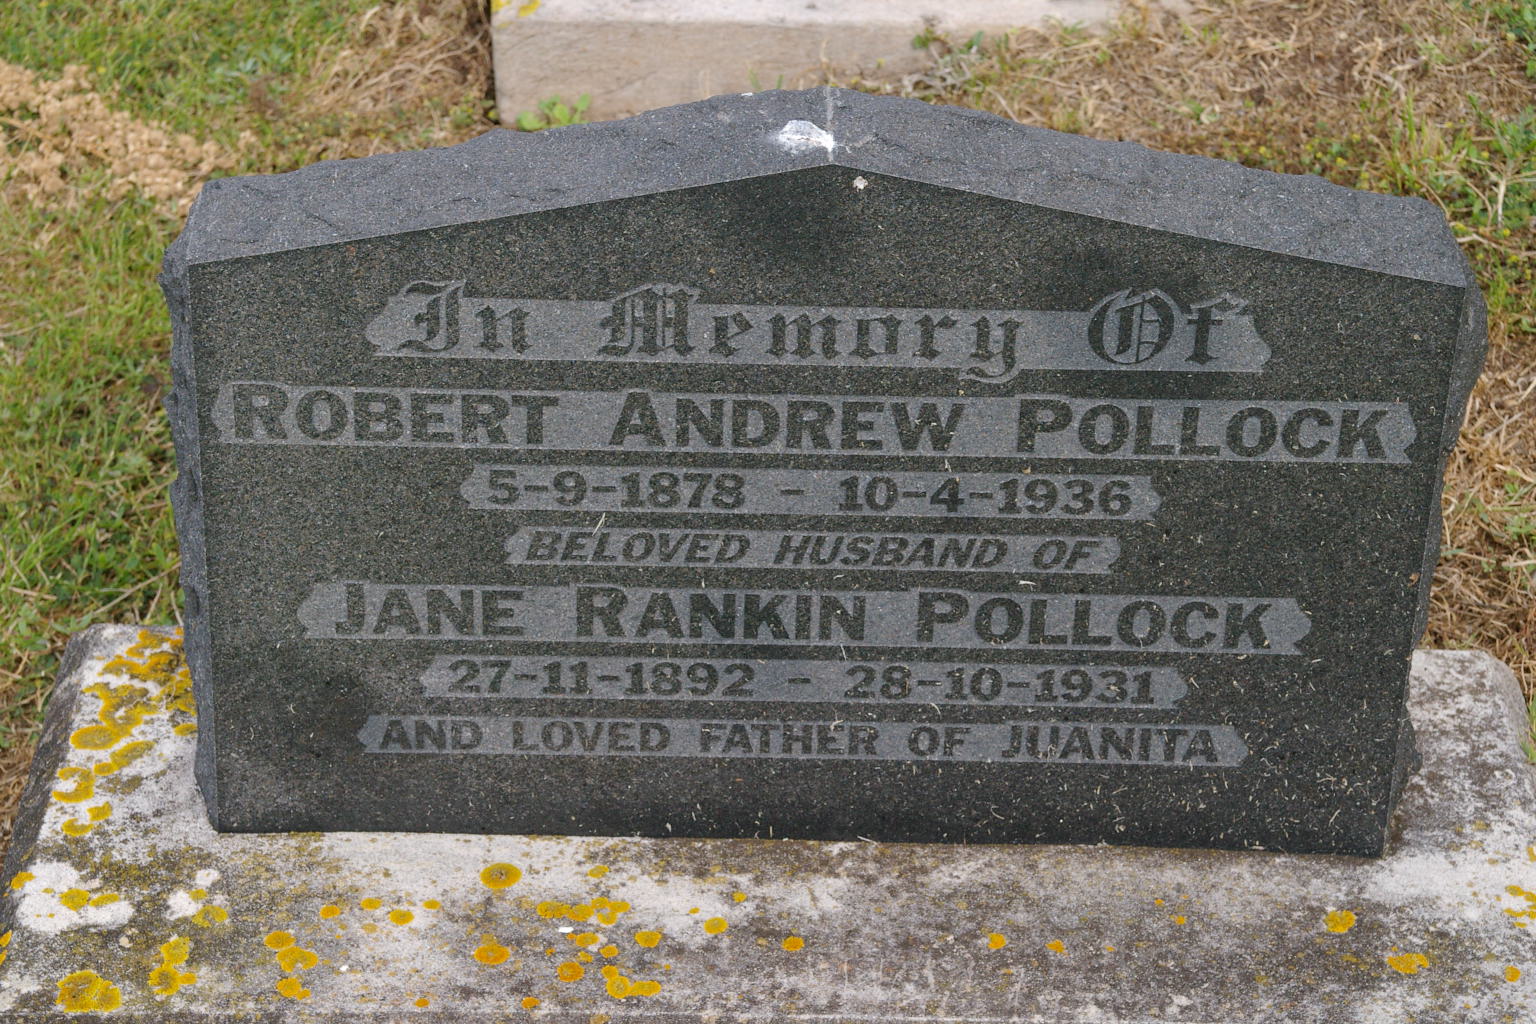 In Memory Of
ROBERT ANDREW POLLOCK
5-9-1878 - 10-4-1936
BELOVED HUSBAND OF
JANE RANKIN POLLOCK
27-11-1892 - 28-10-1931
AND LOVED FATHER OF JUANITA